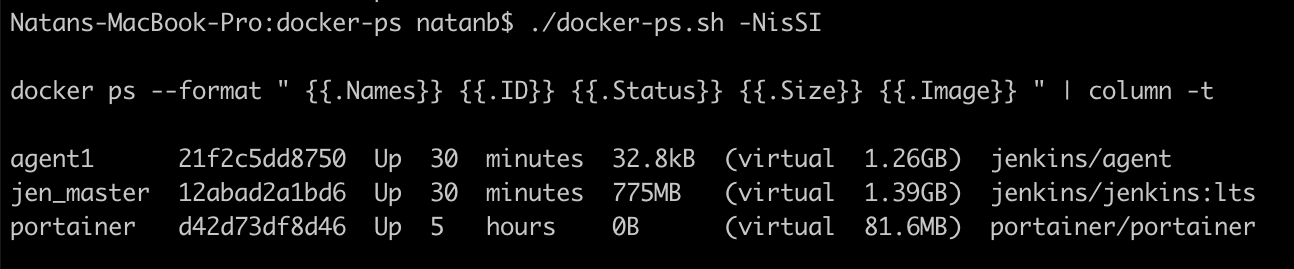 Natans-MacBook-Pro:docker-ps natanb$ ./docker-ps.sh -NisSI
docker ps --format " {{.Names}} {{.ID}} {{.Status}} {{.Size}} {{.Image}} " | column -t
agent1      21f2c5dd8750  Up  30  minutes  32.8kB  (virtual  1.26GB)  jenkins/agent
jen_master  12abad2a1bd6  Up  30  minutes  775MB   (virtual  1.39GB)  jenkins/jenkins:lts
portainer   d42d73df8d46  Up  5   hours    0B      (virtual  81.6MB)  portainer/portainer